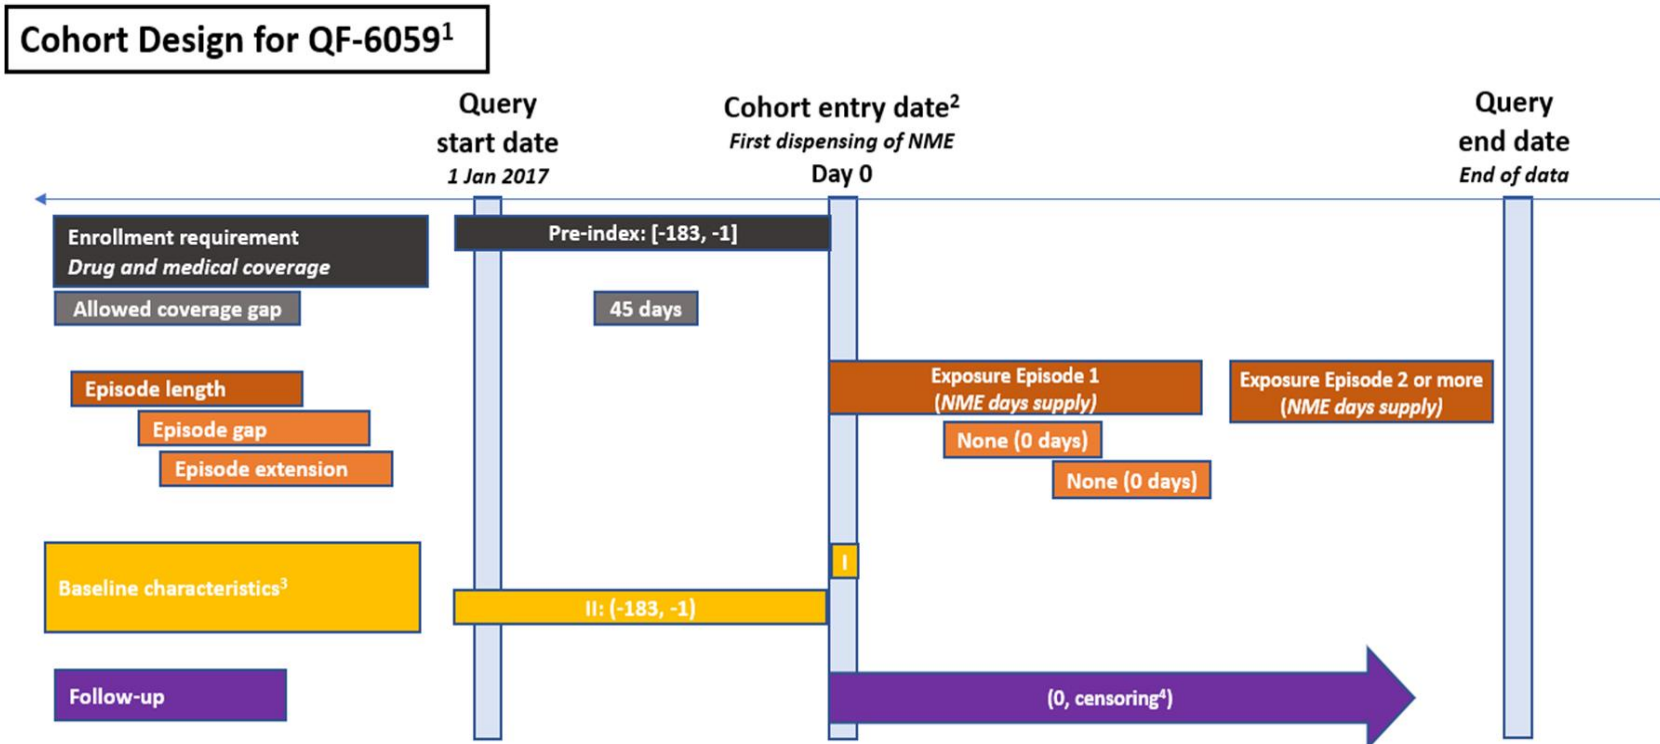 Cohort Design for QF-6059¹
Query
start date
1 Jan 2017
Cohort entry date²
First dispensing of NME
Day 0
Query
end date
End of data
Enrollment requirement
Drug and medical coverage
Pre-index: [-183, -1]
Allowed coverage gap
45 days
Episode length
Exposure Episode 1
(NME days supply)
Exposure Episode 2 or more
(NME days supply)
Episode gap
None (0 days)
Episode extension
None (0 days)
Baseline characteristics³
I
II: (-183, -1)
Follow-up
(0, censoring⁴)